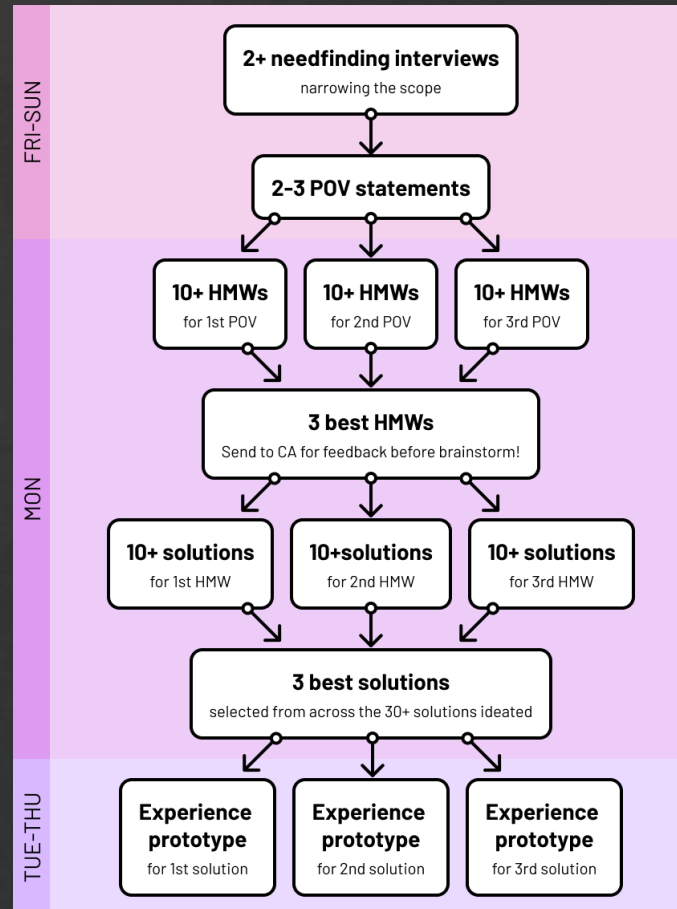 FRI-SUN
2+ needfinding interviews
narrowing the scope
2-3 POV statements
MON
10+ HMWs
for 1st POV
10+ HMWs
for 2nd POV
10+ HMWs
for 3rd POV
3 best HMWs
Send to CA for feedback before brainstorm!
10+ solutions
for 1st HMW
10+solutions
for 2nd HMW
10+ solutions
for 3rd HMW
3 best solutions
selected from across the 30+ solutions ideated
TUE-THU
Experience
prototype
for 1st solution
Experience
prototype
for 2nd solution
Experience
prototype
for 3rd solution